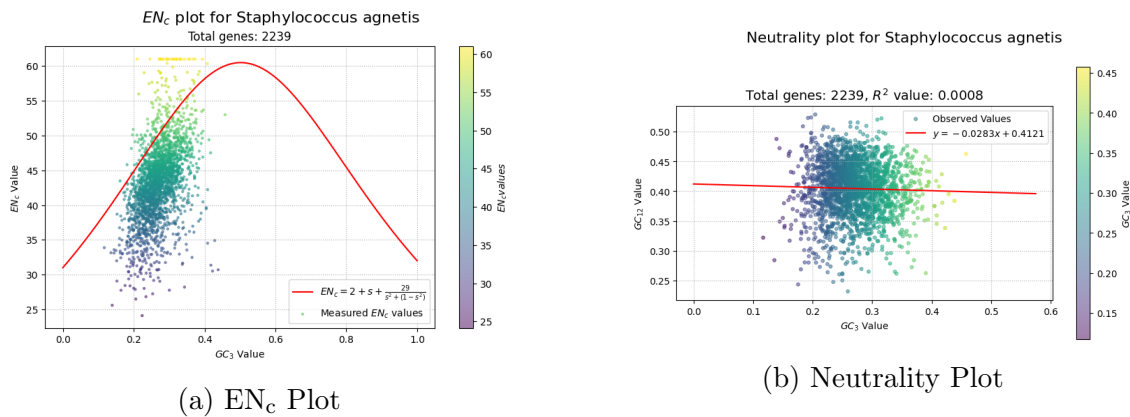 EN_c plot for Staphylococcus agnetis
Total genes: 2239
60
55
50
45
40
35
30
25
EN_c Value
0.0 0.2 0.4 0.6 0.8 1.0
GC_3 Value
EN_c = 2 + s + 29/(s^2 + (1 − s^2))
Measured EN_c values
60
55
50
45
40
35
30
25
EN_c values
(a) EN_c Plot
Neutrality plot for Staphylococcus agnetis
Total genes: 2239, R^2 value: 0.0008
Observed Values
y = −0.0283x + 0.4121
0.50
0.45
0.40
0.35
0.30
0.25
GC_12 Value
0.0 0.1 0.2 0.3 0.4 0.5 0.6
GC_3 Value
0.45
0.40
0.35
0.30
0.25
0.20
0.15
GC_3 Value
(b) Neutrality Plot